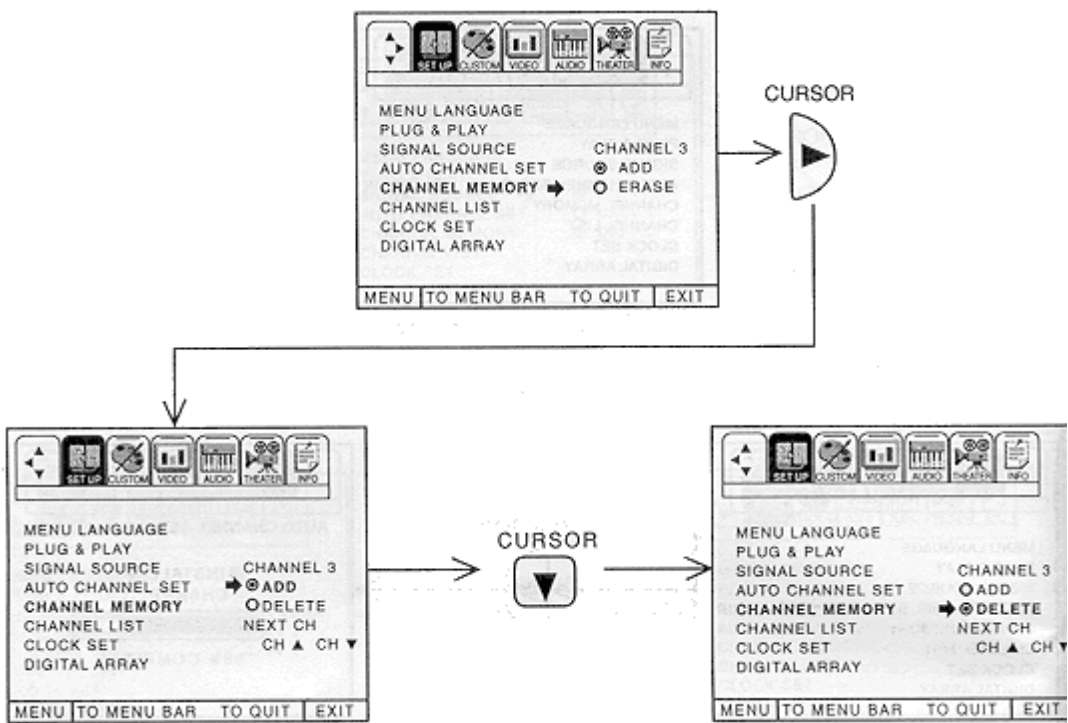 SET UP CUSTOM VIDEO AUDIO THEATER INFO
MENU LANGUAGE
PLUG & PLAY
SIGNAL SOURCE CHANNEL 3
AUTO CHANNEL SET ADD
CHANNEL MEMORY ERASE
CHANNEL LIST
CLOCK SET
DIGITAL ARRAY
MENU TO MENU BAR TO QUIT EXIT
CURSOR
SET UP CUSTOM VIDEO AUDIO THEATER INFO
MENU LANGUAGE
PLUG & PLAY
SIGNAL SOURCE CHANNEL 3
AUTO CHANNEL SET ADD
CHANNEL MEMORY DELETE
CHANNEL LIST NEXT CH
CLOCK SET CH ▲ CH ▼
DIGITAL ARRAY
MENU TO MENU BAR TO QUIT EXIT
CURSOR
SET UP CUSTOM VIDEO AUDIO THEATER INFO
MENU LANGUAGE
PLUG & PLAY
SIGNAL SOURCE CHANNEL 3
AUTO CHANNEL SET ADD
CHANNEL MEMORY DELETE
CHANNEL LIST NEXT CH
CLOCK SET CH ▲ CH ▼
DIGITAL ARRAY
MENU TO MENU BAR TO QUIT EXIT